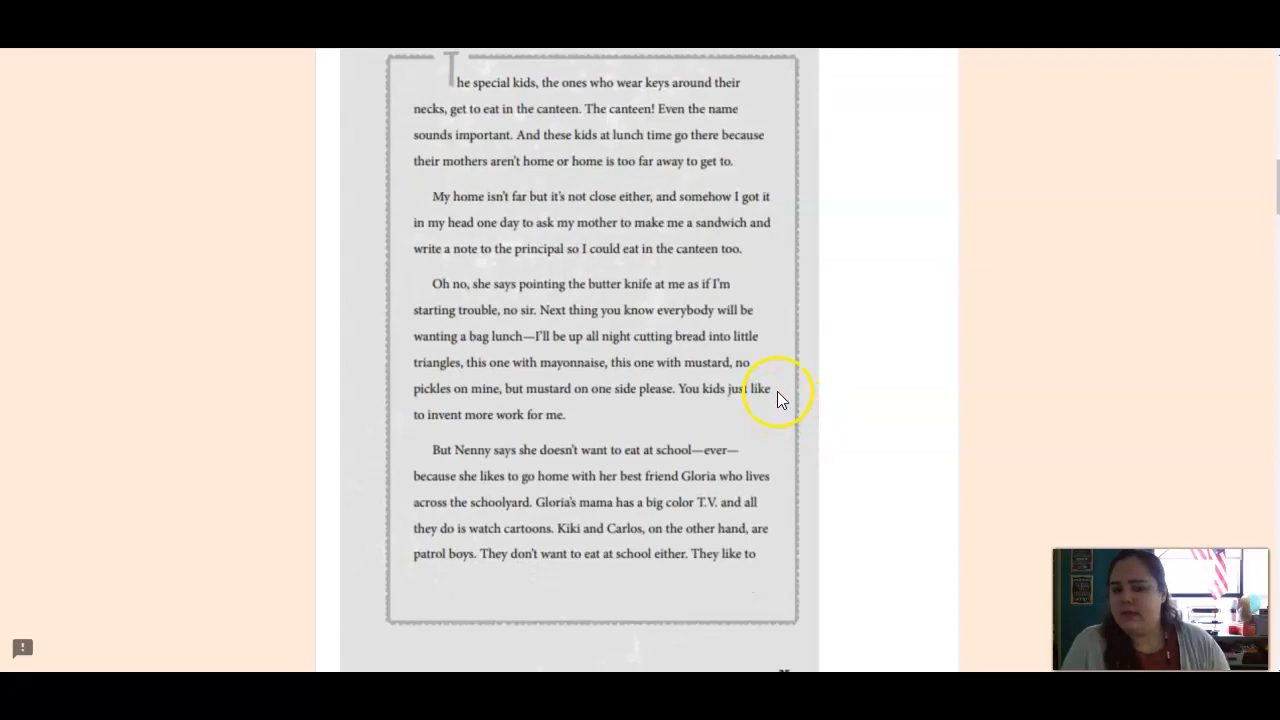 The special kids, the ones who wear keys around their
necks, get to eat in the canteen. The canteen! Even the name
sounds important. And these kids at lunch time go there because
their mothers aren't home or home is too far away to get to.
My home isn't far but it's not close either, and somehow I got it
in my head one day to ask my mother to make me a sandwich and
write a note to the principal so I could eat in the canteen too.
Oh no, she says pointing the butter knife at me as if I'm
starting trouble, no sir. Next thing you know everybody will be
wanting a bag lunch—I'll be up all night cutting bread into little
triangles, this one with mayonnaise, this one with mustard, no
pickles on mine, but mustard on one side please. You kids just like
to invent more work for me.
But Nenny says she doesn't want to eat at school—ever—
because she likes to go home with her best friend Gloria who lives
across the schoolyard. Gloria's mama has a big color T.V. and all
they do is watch cartoons. Kiki and Carlos, on the other hand, are
patrol boys. They don't want to eat at school either. They like to